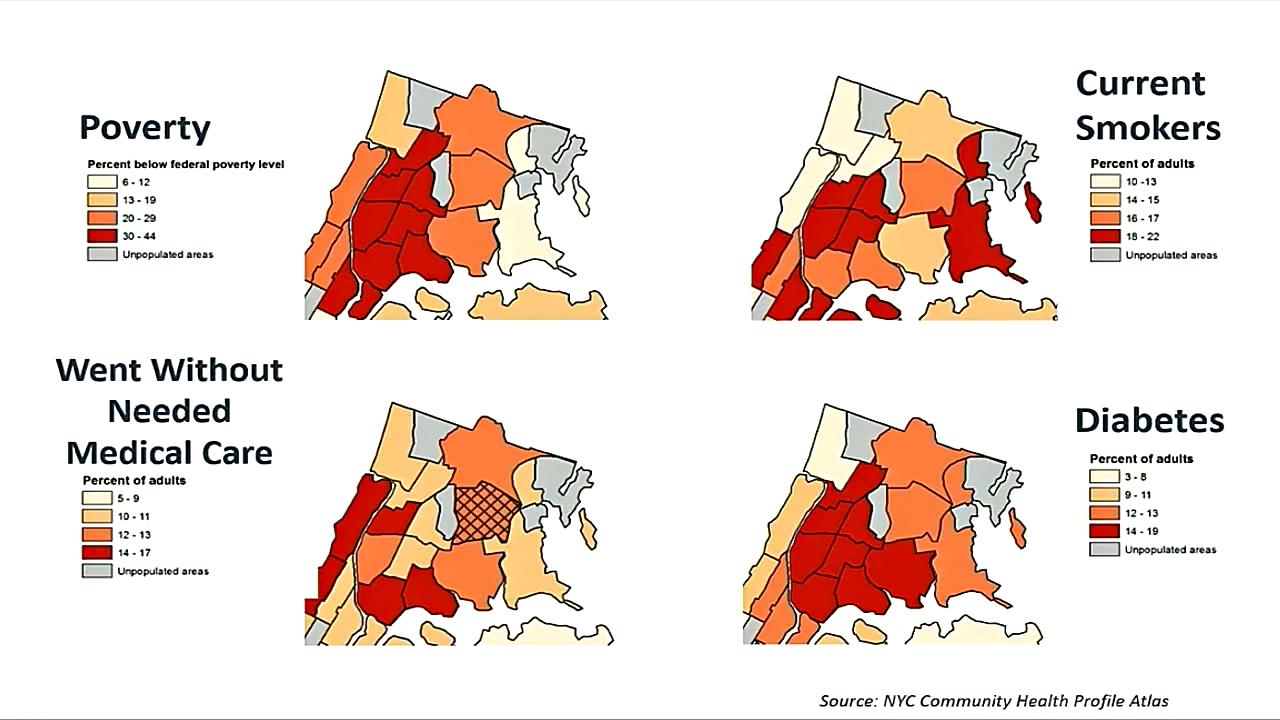 Poverty
Percent below federal poverty level
6 - 12
13 - 19
20 - 29
30 - 44
Unpopulated areas
Current
Smokers
Percent of adults
10 -13
14 - 15
16 - 17
18 - 22
Unpopulated areas
Went Without
Needed
Medical Care
Percent of adults
5 - 9
10 - 11
12 - 13
14 - 17
Unpopulated areas
Diabetes
Percent of adults
3 - 8
9 - 11
12 - 13
14 - 19
Unpopulated areas
Source: NYC Community Health Profile Atlas